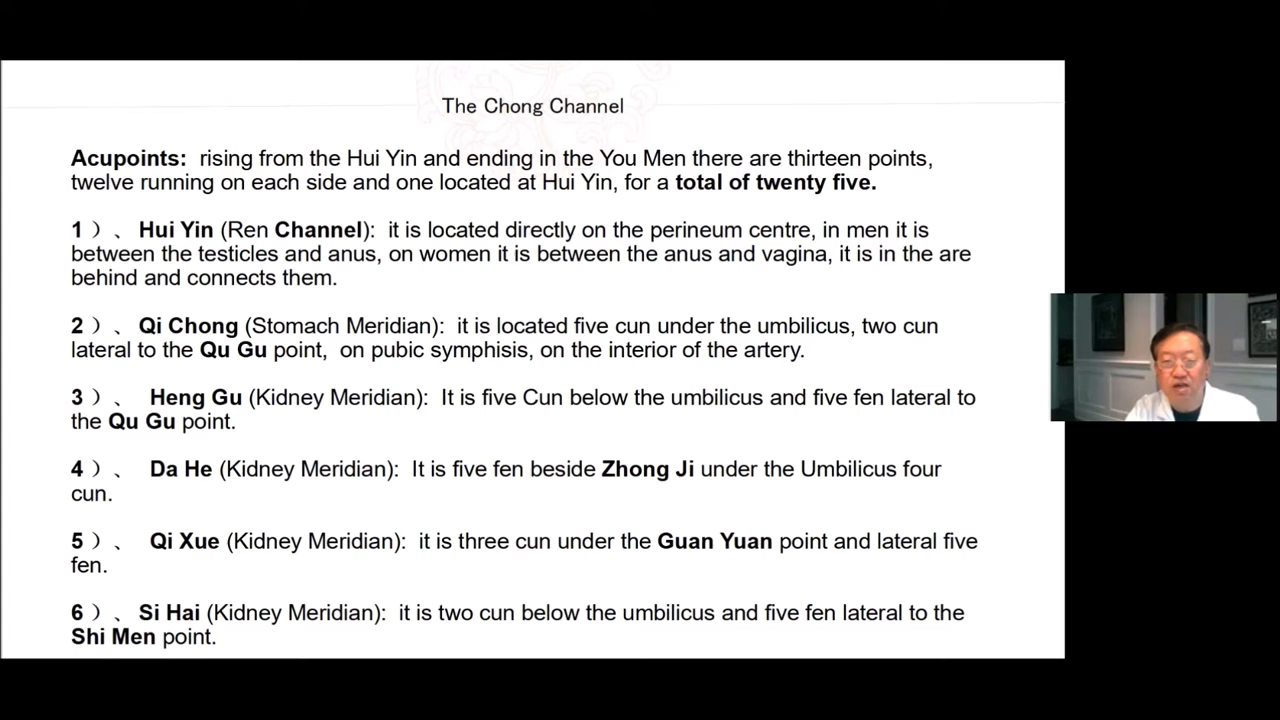 The Chong Channel
Acupoints: rising from the Hui Yin and ending in the You Men there are thirteen points,
twelve running on each side and one located at Hui Yin, for a total of twenty five.
1）、 Hui Yin (Ren Channel): it is located directly on the perineum centre, in men it is
between the testicles and anus, on women it is between the anus and vagina, it is in the are
behind and connects them.
2）、 Qi Chong (Stomach Meridian): it is located five cun under the umbilicus, two cun
lateral to the Qu Gu point, on pubic symphisis, on the interior of the artery.
3）、 Heng Gu (Kidney Meridian): It is five Cun below the umbilicus and five fen lateral to
the Qu Gu point.
4）、 Da He (Kidney Meridian): It is five fen beside Zhong Ji under the Umbilicus four
cun.
5）、 Qi Xue (Kidney Meridian): it is three cun under the Guan Yuan point and lateral five
fen.
6）、 Si Hai (Kidney Meridian): it is two cun below the umbilicus and five fen lateral to the
Shi Men point.